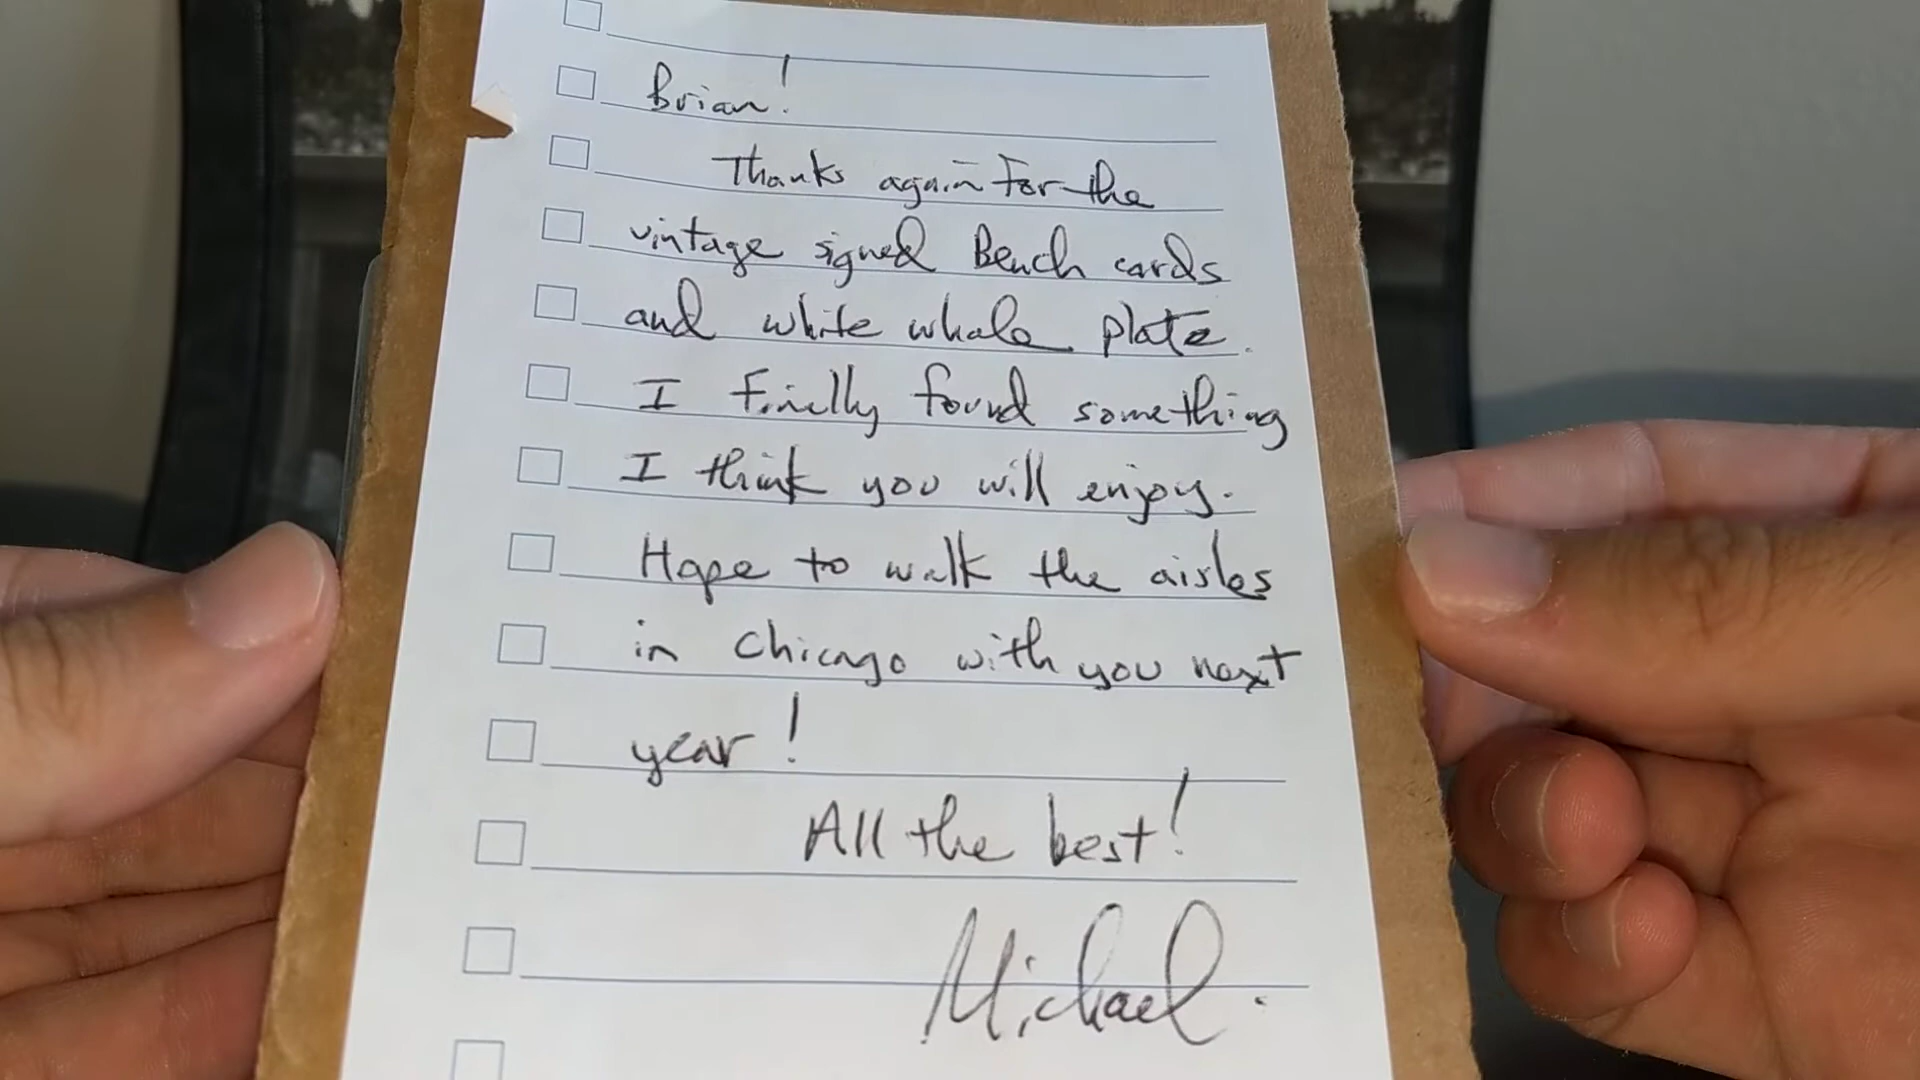 Brian!
Thanks again For the
vintage signed Bench cards
and white whale plate.
I finally found something
I think you will enjoy.
Hope to walk the aisles
in Chicago with you next
year!
All the best!
Michael.